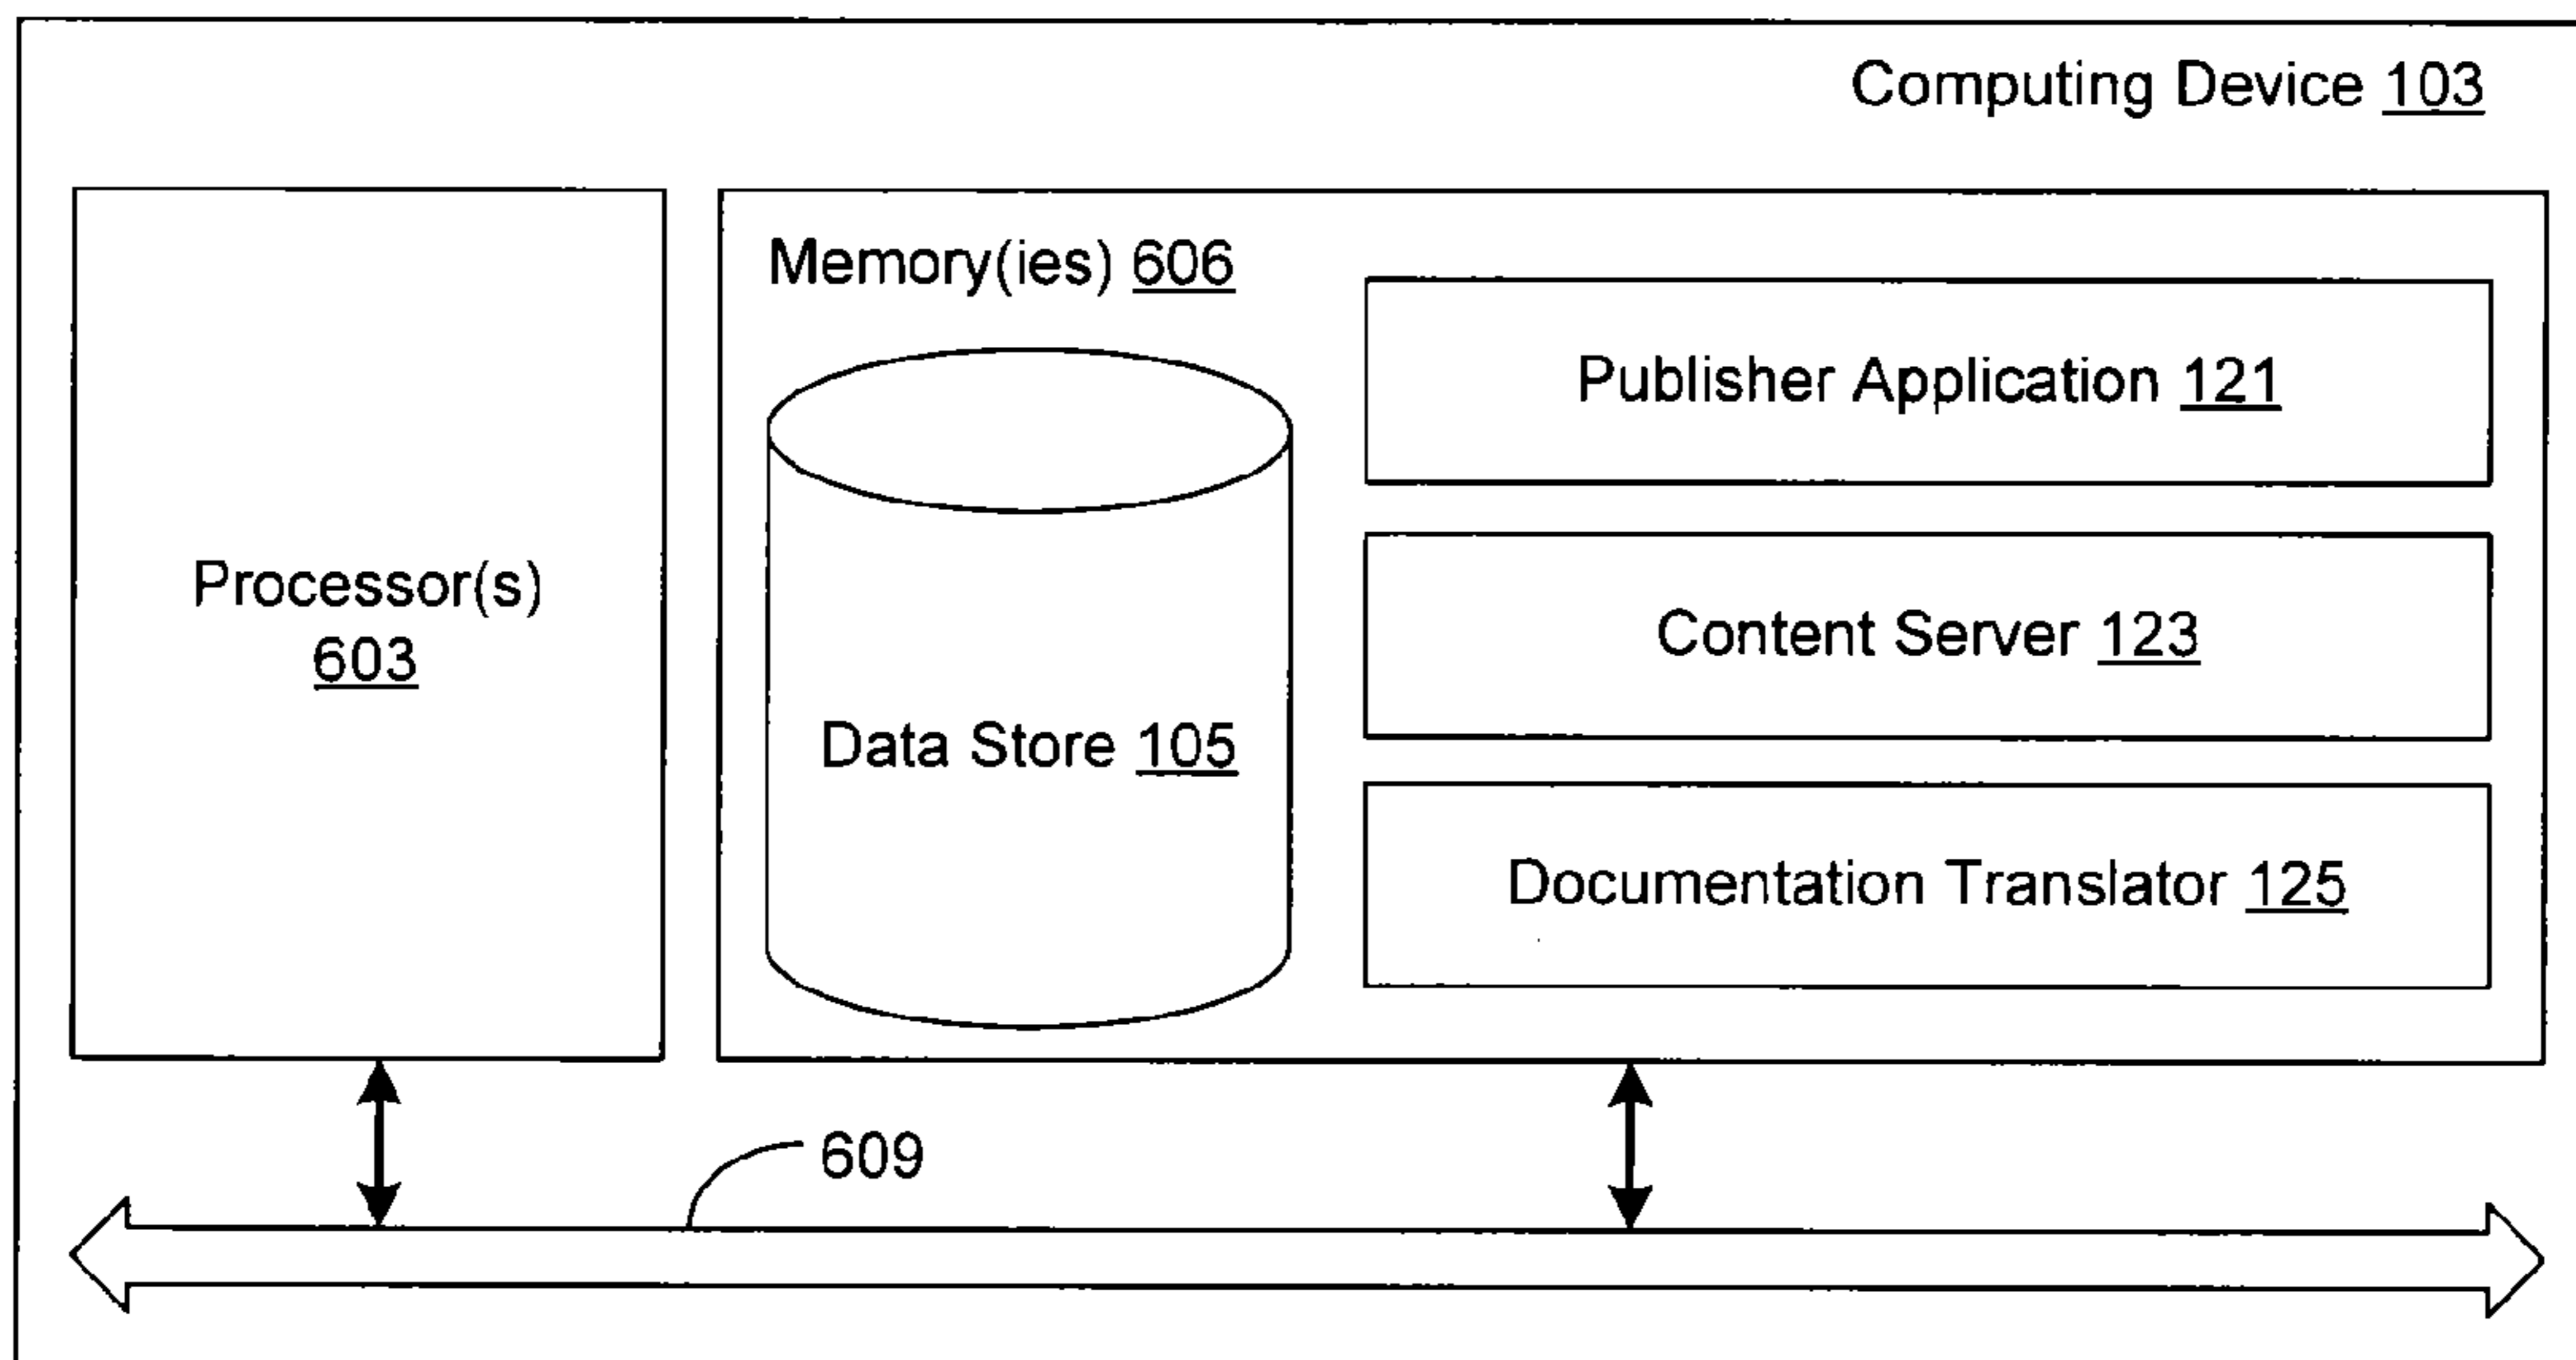 Computing Device 103
Memory(ies) 606
Publisher Application 121
Processor(s)
603
Content Server 123
Data Store 105
Documentation Translator 125
609